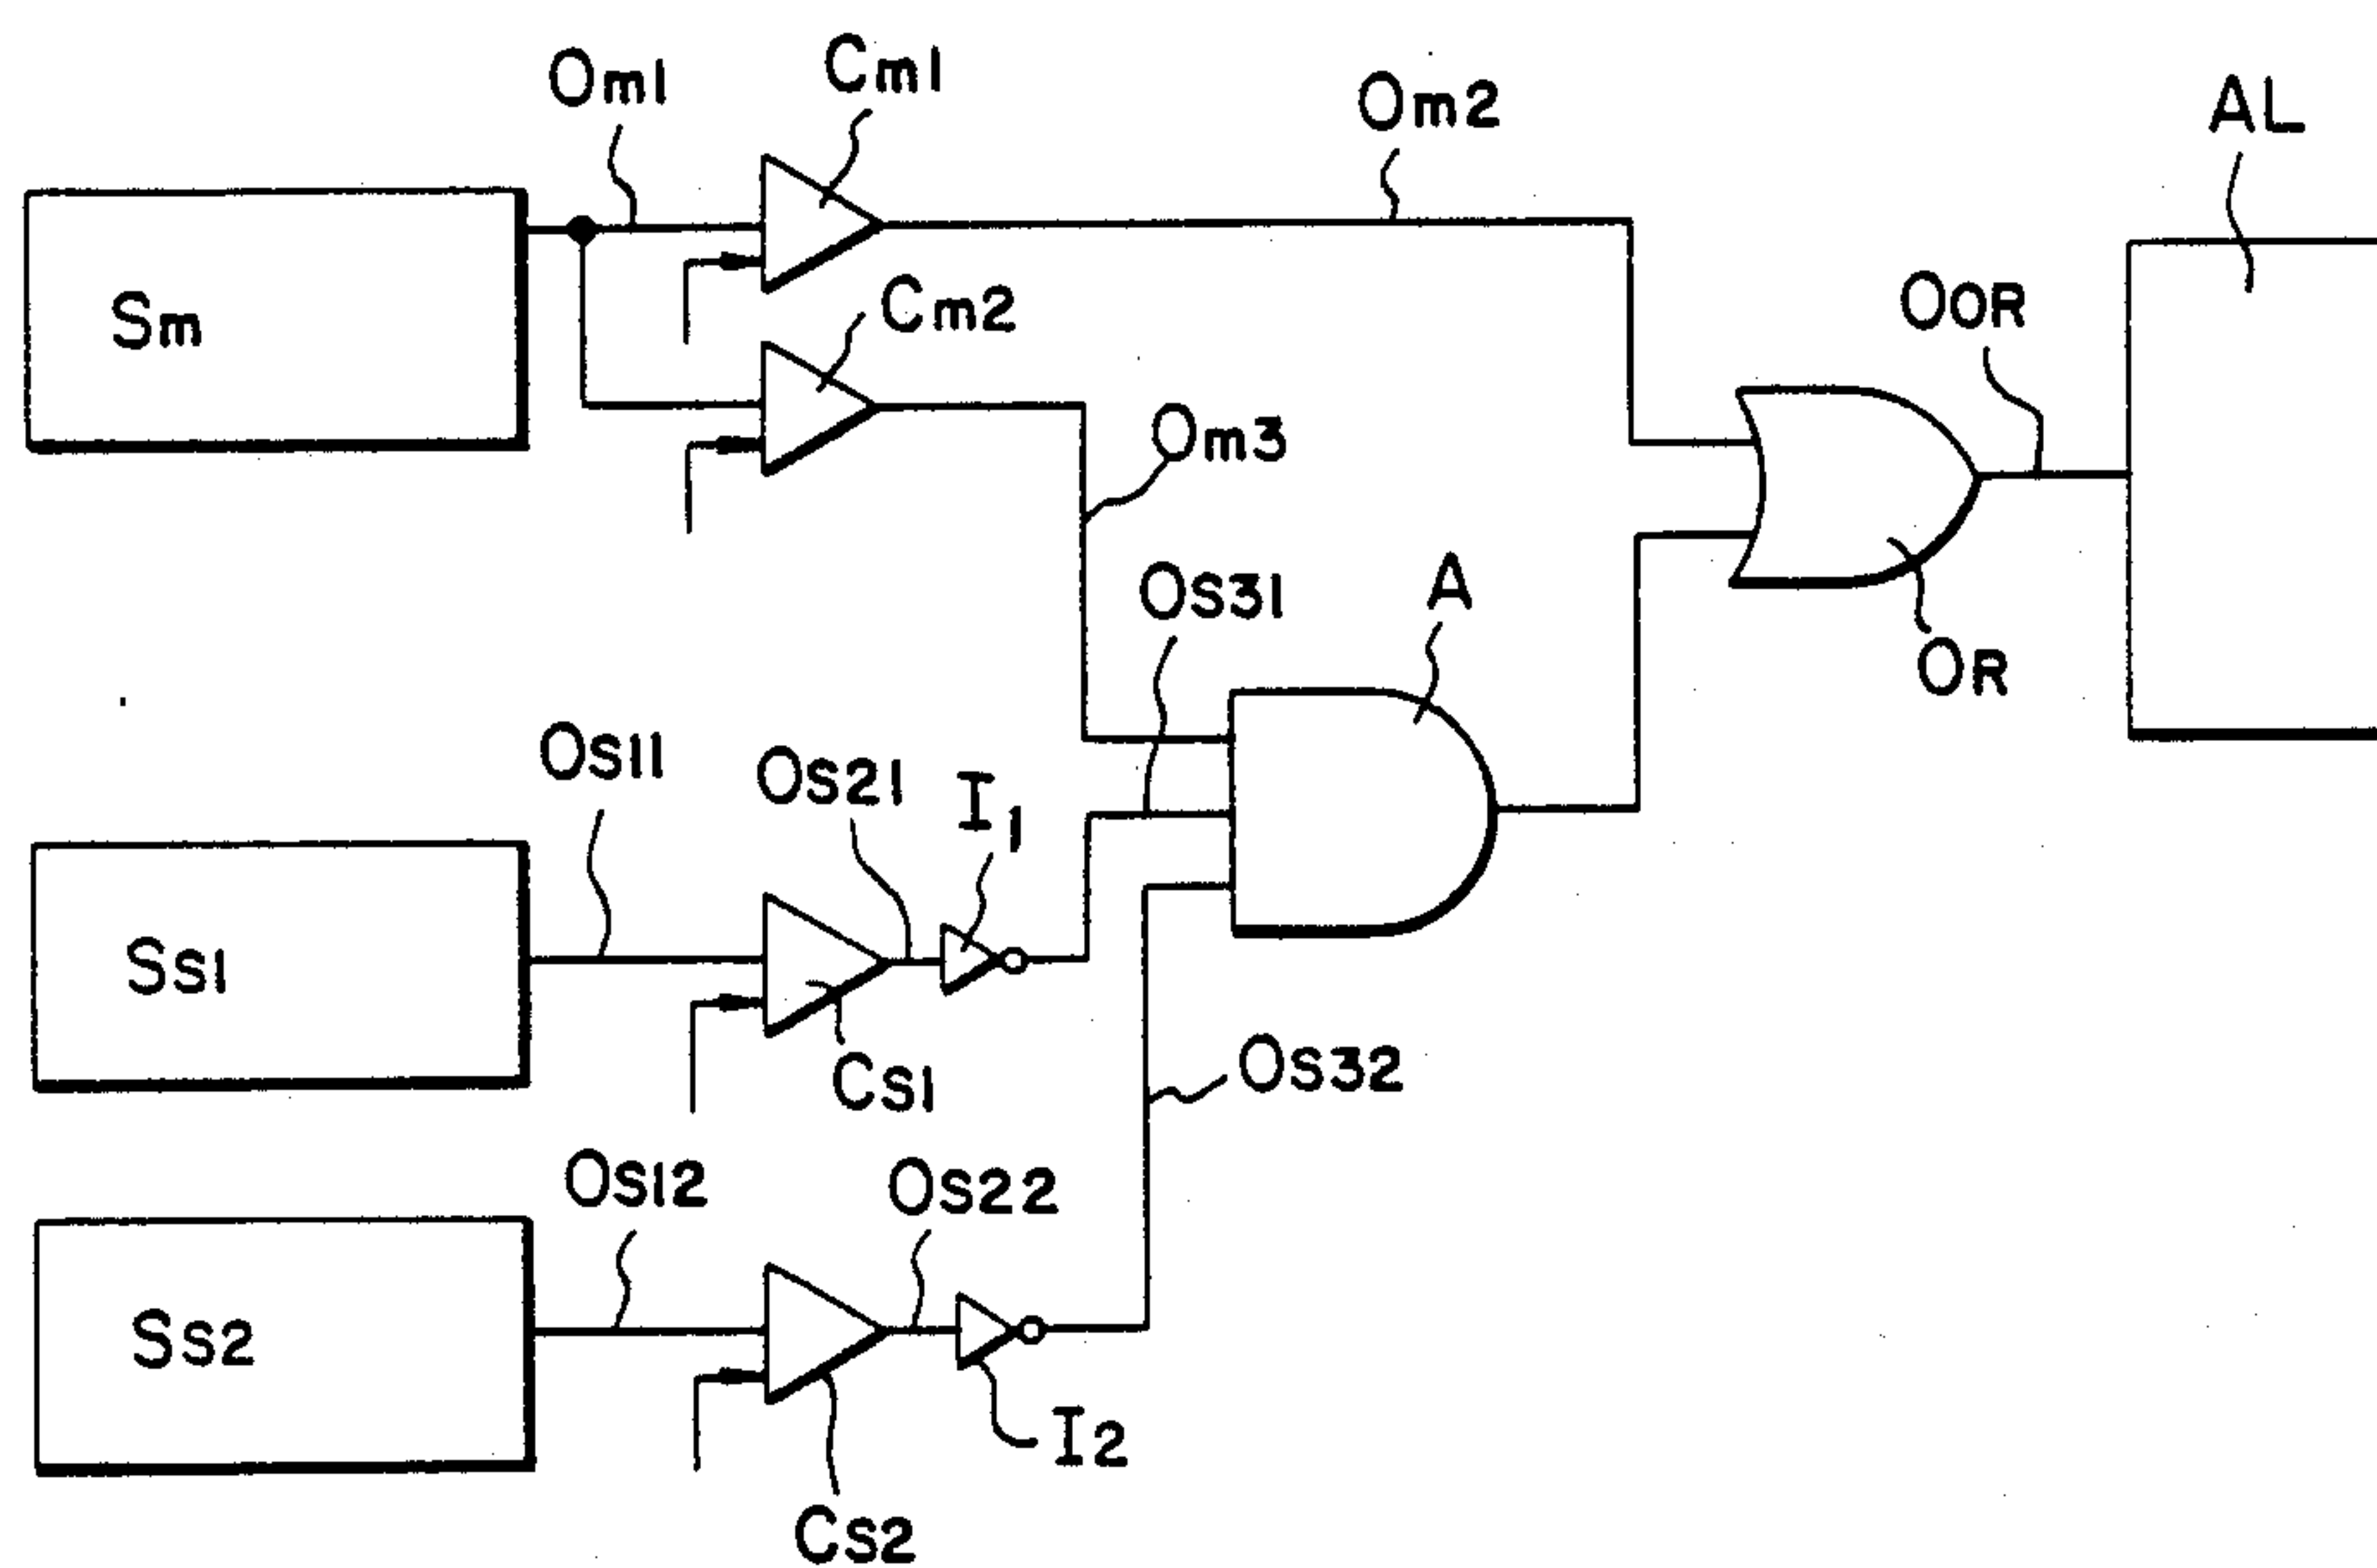 Om1
Cm1
Om2
AL
Sm
Cm2
OOR
Om3
OS31
A
OR
OS11
OS21
I1
SS1
CS1
OS32
OS12
OS22
SS2
I2
CS2